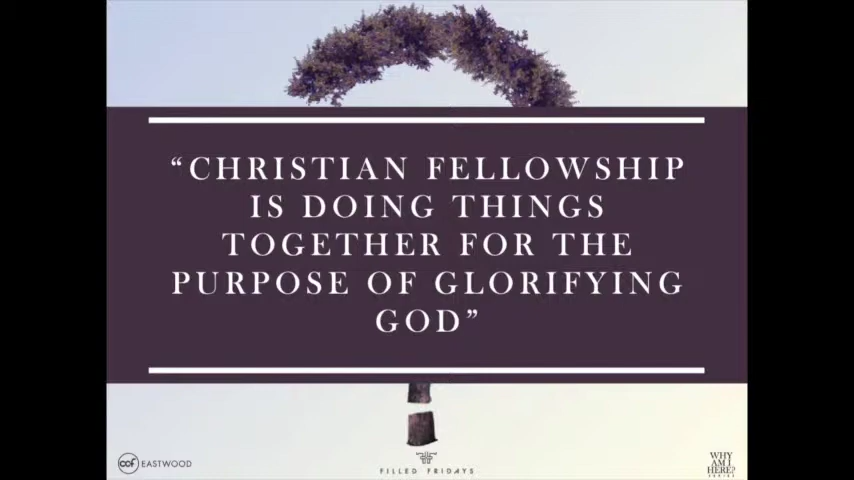 “CHRISTIAN FELLOWSHIP
IS DOING THINGS
TOGETHER FOR THE
PURPOSE OF GLORIFYING
GOD”
CCF EASTWOOD
FILLED FRIDAYS
WHY
AM I
HERE?
SERIES